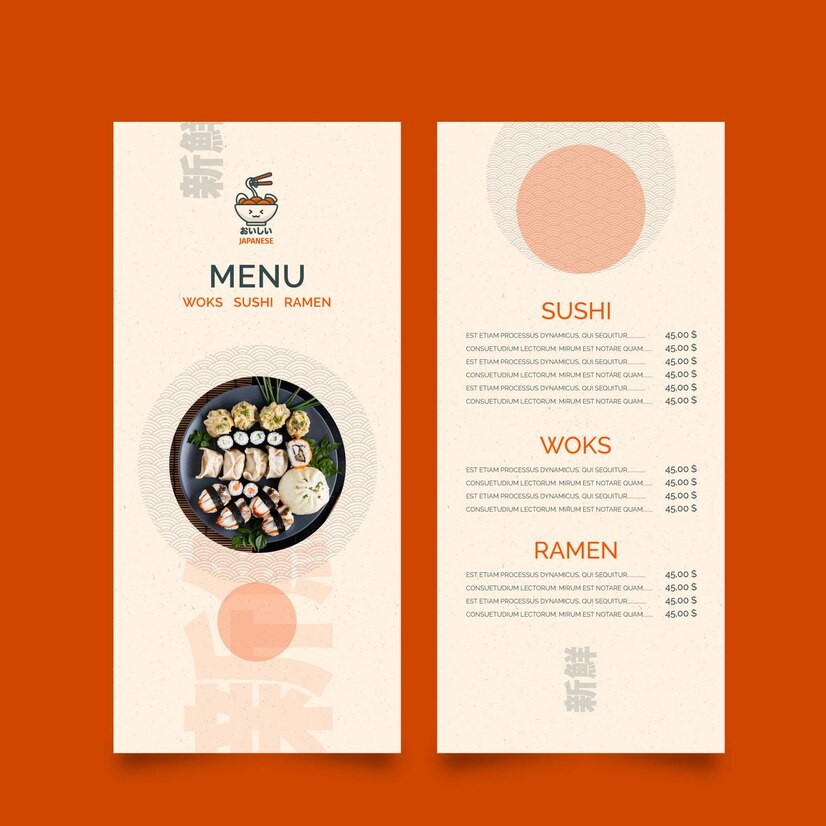 新鮮
おいしい
JAPANESE
MENU
WOKS SUSHI RAMEN
新鮮
SUSHI
EST ETIAM PROCESSUS DYNAMICUS, QUI SEQUITUR............ 45.00 $
CONSUETUDIUM LECTORUM. MIRUM EST NOTARE QUAM...... 45.00 $
EST ETIAM PROCESSUS DYNAMICUS, QUI SEQUITUR............ 45.00 $
CONSUETUDIUM LECTORUM. MIRUM EST NOTARE QUAM...... 45.00 $
EST ETIAM PROCESSUS DYNAMICUS, QUI SEQUITUR............ 45.00 $
CONSUETUDIUM LECTORUM. MIRUM EST NOTARE QUAM...... 45.00 $
WOKS
EST ETIAM PROCESSUS DYNAMICUS, QUI SEQUITUR............ 45.00 $
CONSUETUDIUM LECTORUM. MIRUM EST NOTARE QUAM...... 45.00 $
EST ETIAM PROCESSUS DYNAMICUS, QUI SEQUITUR............ 45.00 $
CONSUETUDIUM LECTORUM. MIRUM EST NOTARE QUAM...... 45.00 $
RAMEN
EST ETIAM PROCESSUS DYNAMICUS, QUI SEQUITUR............ 45.00 $
CONSUETUDIUM LECTORUM. MIRUM EST NOTARE QUAM...... 45.00 $
EST ETIAM PROCESSUS DYNAMICUS, QUI SEQUITUR............ 45.00 $
CONSUETUDIUM LECTORUM. MIRUM EST NOTARE QUAM...... 45.00 $
新鮮